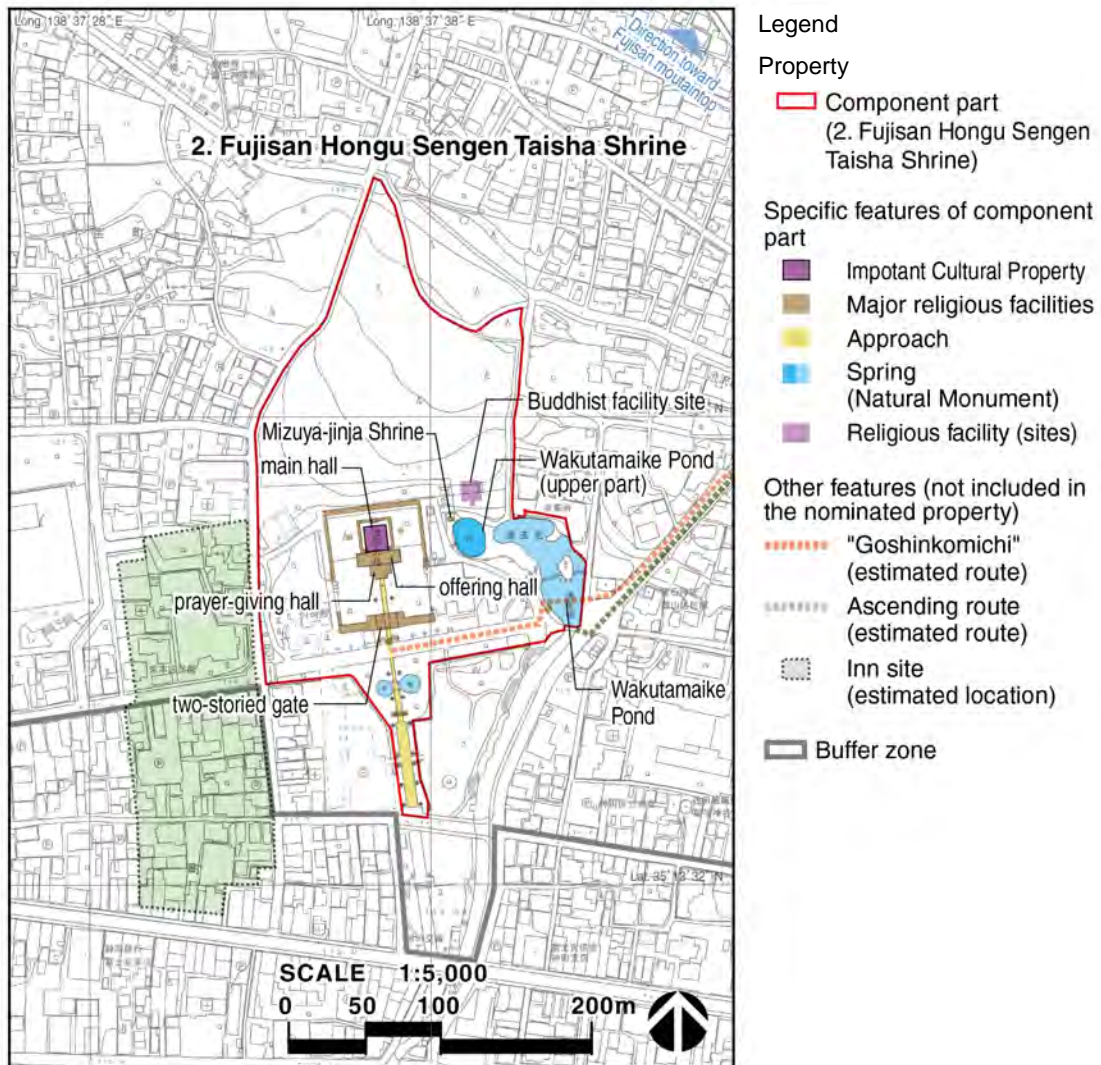 Long. 138˚37'28" E
Long. 138˚37'38" E
Direction toward
Fujisan moutaintop
2. Fujisan Hongu Sengen Taisha Shrine
Buddhist facility site
Mizuya-jinja Shrine
main hall
Wakutamaike Pond
(upper part)
prayer-giving hall
offering hall
two-storied gate
Wakutamaike
Pond
Lat. 35˚13'32" N
SCALE 1:5,000
0 50 100 200m
Legend
Property
Component part
(2. Fujisan Hongu Sengen
Taisha Shrine)
Specific features of component
part
Impotant Cultural Property
Major religious facilities
Approach
Spring
(Natural Monument)
Religious facility (sites)
Other features (not included in
the nominated property)
"Goshinkomichi"
(estimated route)
Ascending route
(estimated route)
Inn site
(estimated location)
Buffer zone